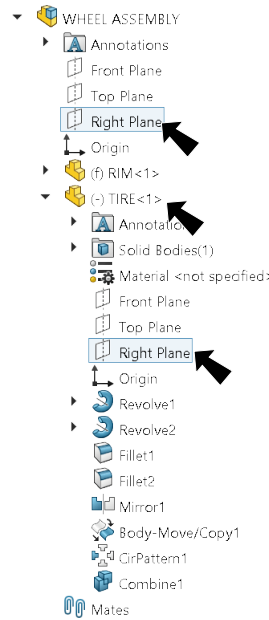 WHEEL ASSEMBLY
Annotations
Front Plane
Top Plane
Right Plane
Origin
(f) RIM<1>
(-) TIRE<1>
Annotation
Solid Bodies(1)
Material <not specified>
Front Plane
Top Plane
Right Plane
Origin
Revolve1
Revolve2
Fillet1
Fillet2
Mirror1
Body-Move/Copy1
CirPattern1
Combine1
Mates